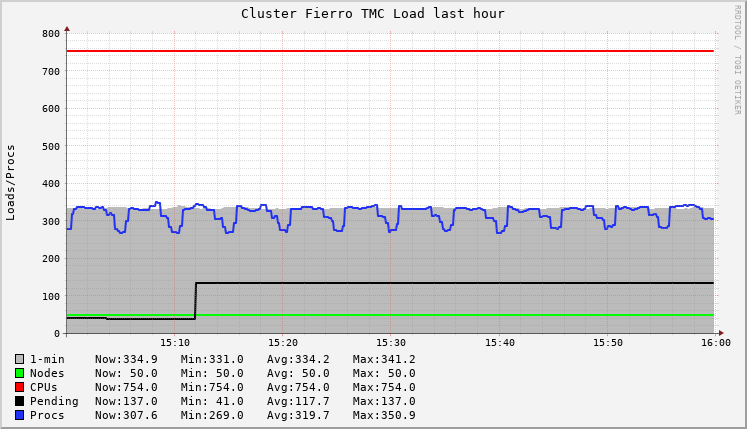 Cluster Fierro TMC Load last hour
RRDTOOL / TOBI OETIKER
Loads/Procs
800
700
600
500
400
300
200
100
0
15:10 15:20 15:30 15:40 15:50 16:00
1-min Now:334.9 Min:331.0 Avg:334.2 Max:341.2
Nodes Now: 50.0 Min: 50.0 Avg: 50.0 Max: 50.0
CPUs Now:754.0 Min:754.0 Avg:754.0 Max:754.0
Pending Now:137.0 Min: 41.0 Avg:117.7 Max:137.0
Procs Now:307.6 Min:269.0 Avg:319.7 Max:350.9